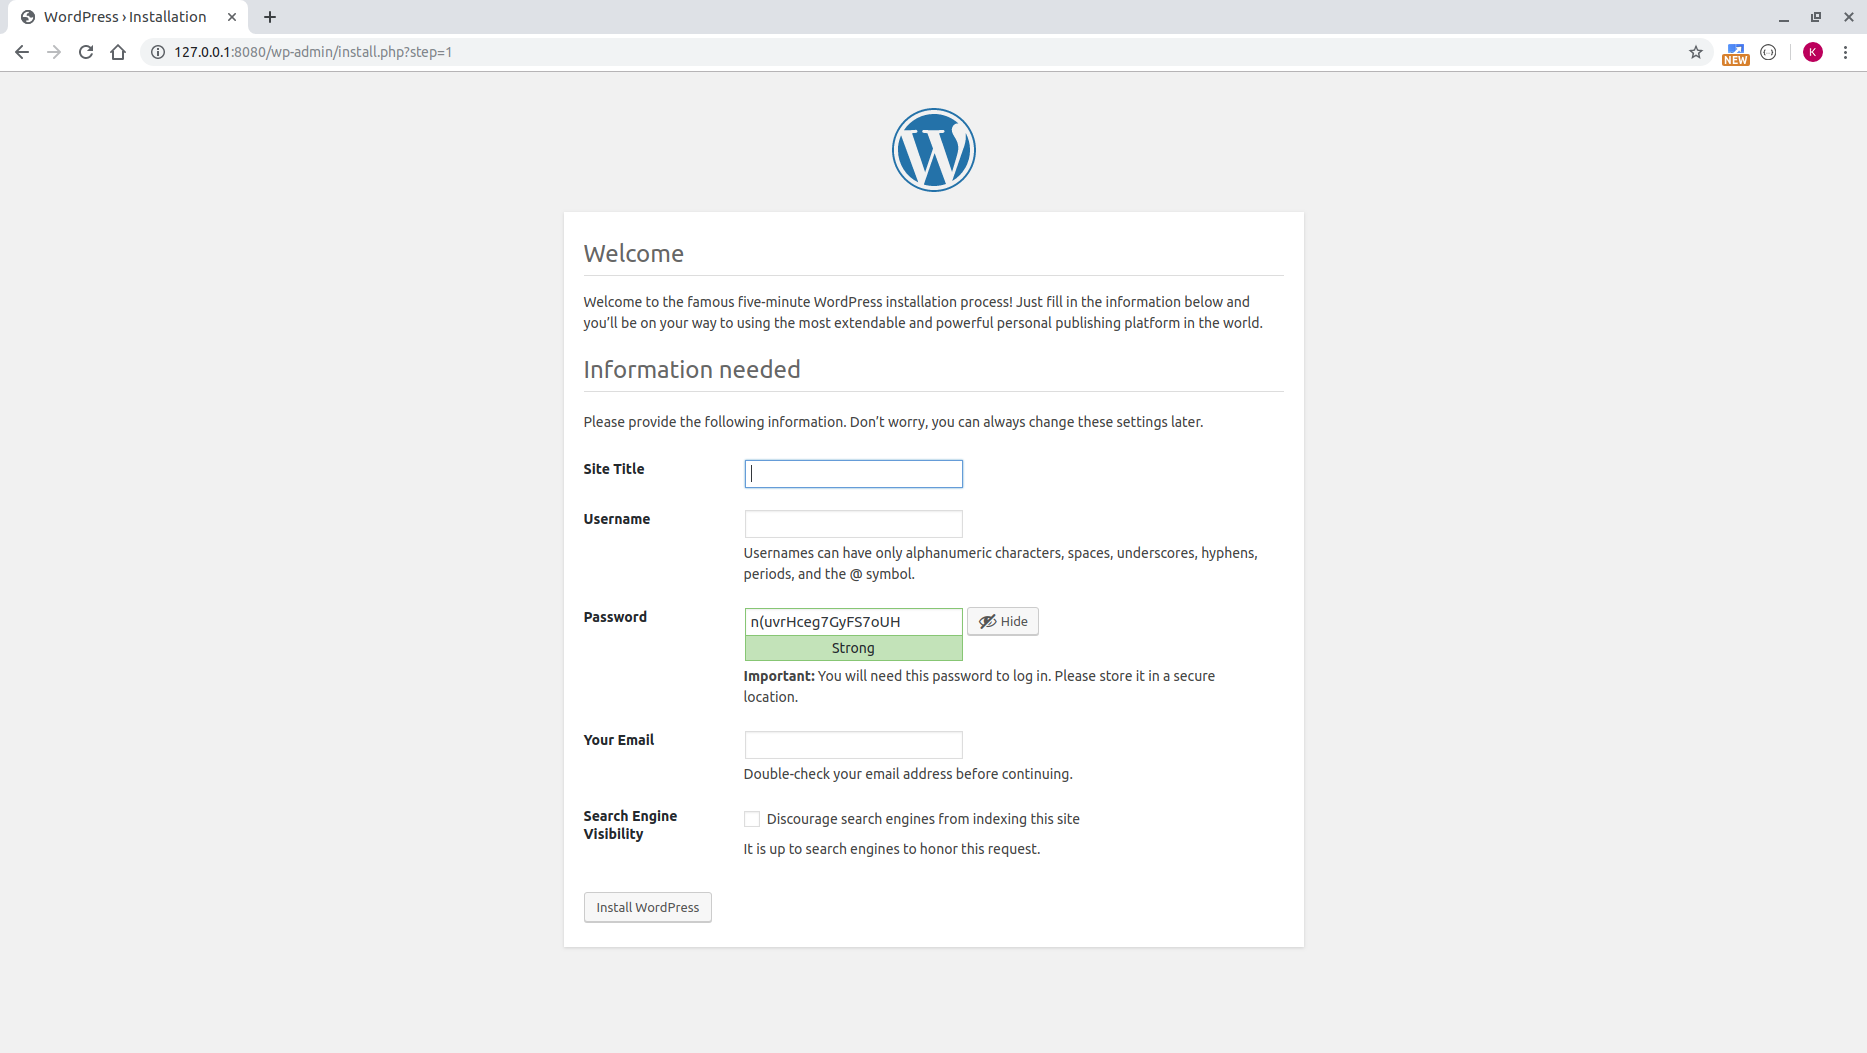 WordPress › Installation
127.0.0.1:8080/wp-admin/install.php?step=1
NEW
K
Welcome
Welcome to the famous five-minute WordPress installation process! Just fill in the information below and
you’ll be on your way to using the most extendable and powerful personal publishing platform in the world.
Information needed
Please provide the following information. Don’t worry, you can always change these settings later.
Site Title
Username
Usernames can have only alphanumeric characters, spaces, underscores, hyphens,
periods, and the @ symbol.
Password
n(uvrHceg7GyFS7oUH
Hide
Strong
Important: You will need this password to log in. Please store it in a secure
location.
Your Email
Double-check your email address before continuing.
Search Engine
Visibility
Discourage search engines from indexing this site
It is up to search engines to honor this request.
Install WordPress